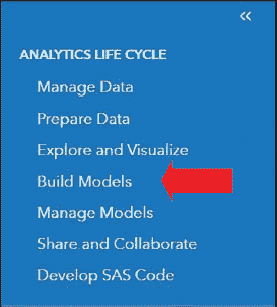 ANALYTICS LIFE CYCLE
Manage Data
Prepare Data
Explore and Visualize
Build Models
Manage Models
Share and Collaborate
Develop SAS Code